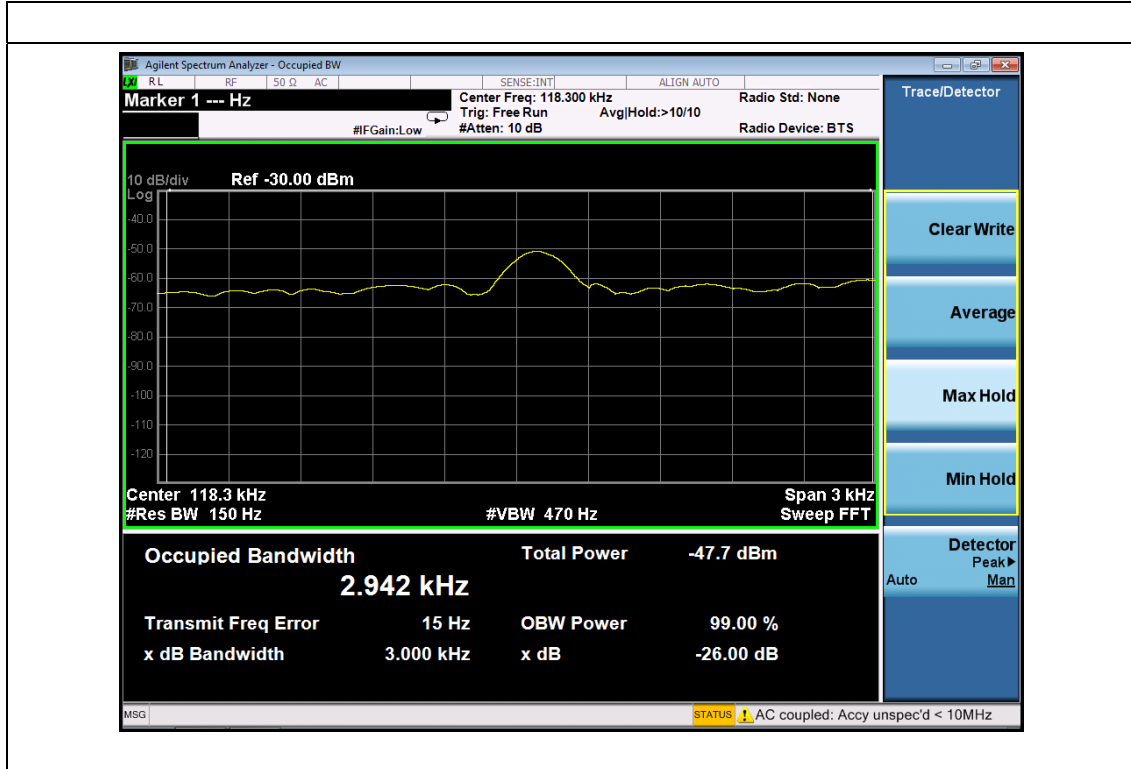 Agilent Spectrum Analyzer - Occupied BW
LXI RL RF 50 Ω AC SENSE:INT ALIGN AUTO
Marker 1 --- Hz
#IFGain:Low
Center Freq: 118.300 kHz
Trig: Free Run Avg|Hold:>10/10
#Atten: 10 dB
Radio Std: None
Radio Device: BTS
10 dB/div Ref -30.00 dBm
Log
-40.0
-50.0
-60.0
-70.0
-80.0
-90.0
-100
-110
-120
Center 118.3 kHz Span 3 kHz
#Res BW 150 Hz #VBW 470 Hz Sweep FFT
Occupied Bandwidth Total Power -47.7 dBm
2.942 kHz
Transmit Freq Error 15 Hz OBW Power 99.00 %
x dB Bandwidth 3.000 kHz x dB -26.00 dB
Trace/Detector
Clear Write
Average
Max Hold
Min Hold
Detector
Peak▶
Auto Man
MSG STATUS AC coupled: Accy unspec'd < 10MHz